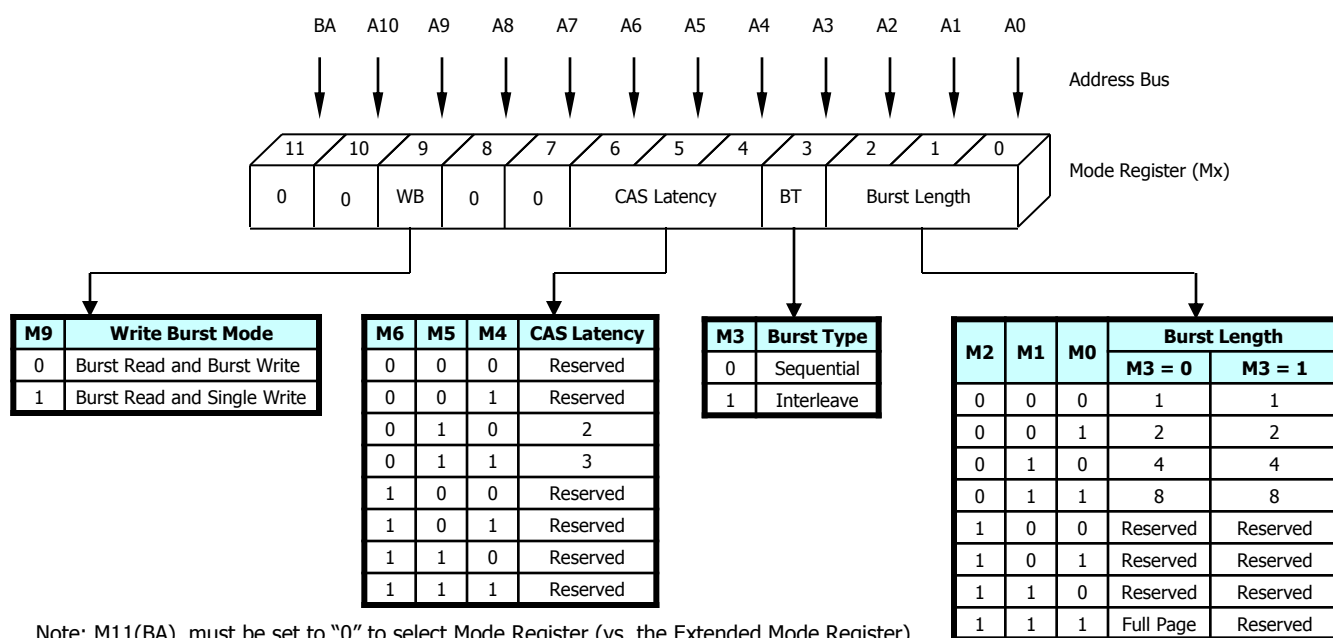 BA A10 A9 A8 A7 A6 A5 A4 A3 A2 A1 A0
Address Bus
11 10 9 8 7 6 5 4 3 2 1 0
Mode Register (Mx)
0 0 WB 0 0 CAS Latency BT Burst Length
M9 Write Burst Mode
0 Burst Read and Burst Write
1 Burst Read and Single Write
M6 M5 M4 CAS Latency
0 0 0 Reserved
0 0 1 Reserved
0 1 0 2
0 1 1 3
1 0 0 Reserved
1 0 1 Reserved
1 1 0 Reserved
1 1 1 Reserved
M3 Burst Type
0 Sequential
1 Interleave
M2 M1 M0 Burst Length
M3 = 0 M3 = 1
0 0 0 1 1
0 0 1 2 2
0 1 0 4 4
0 1 1 8 8
1 0 0 Reserved Reserved
1 0 1 Reserved Reserved
1 1 0 Reserved Reserved
1 1 1 Full Page Reserved
Note: M11(BA) must be set to “0” to select Mode Register (vs. the Extended Mode Register)